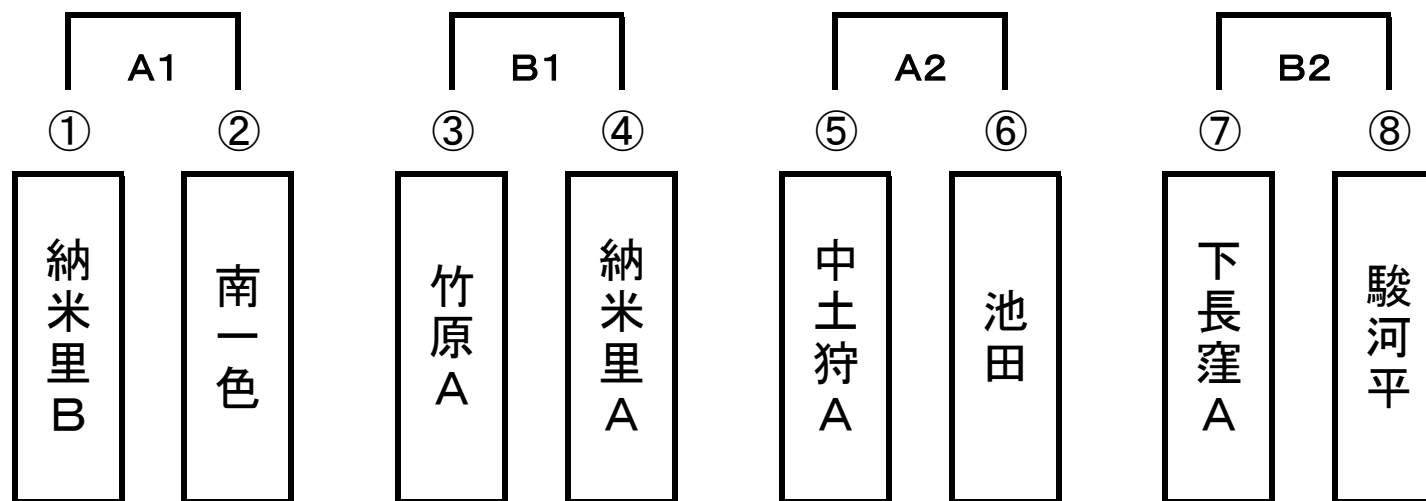 A1 B1 A2 B2
① ② ③ ④ ⑤ ⑥ ⑦ ⑧
納米里B
南一色
竹原A
納米里A
中土狩A
池田
下長窪A
駿河平